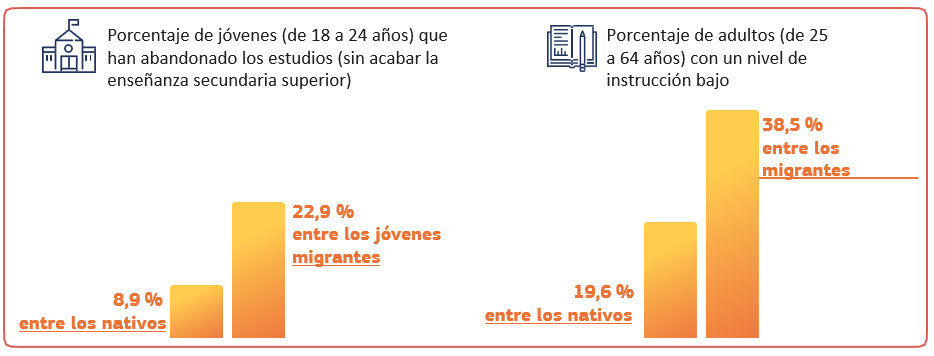 Porcentaje de jóvenes (de 18 a 24 años) que
han abandonado los estudios (sin acabar la
enseñanza secundaria superior)
22,9 %
entre los jóvenes
migrantes
8,9 %
entre los nativos
Porcentaje de adultos (de 25
a 64 años) con un nivel de
instrucción bajo
38,5 %
entre los
migrantes
19,6 %
entre los nativos